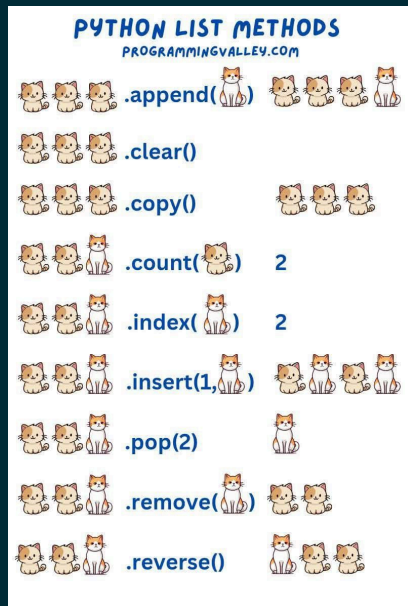 PYTHON LIST METHODS
PROGRAMMINGVALLEY.COM
.append( )
.clear()
.copy()
.count( ) 2
.index( ) 2
.insert(1, )
.pop(2)
.remove( )
.reverse()